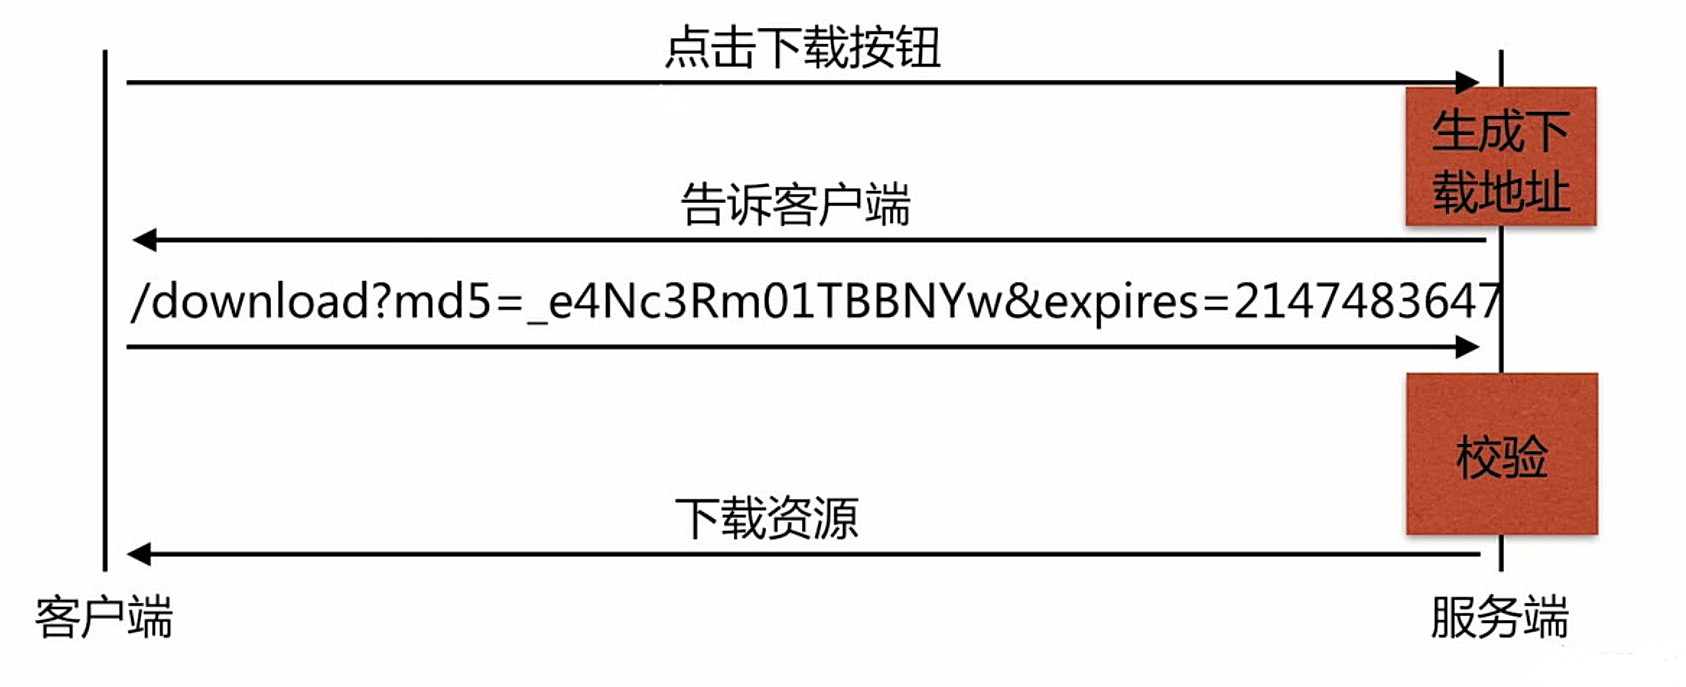 点击下载按钮
生成下
载地址
告诉客户端
/download?md5=_e4Nc3Rm01TBBNYw&expires=2147483647
校验
下载资源
客户端
服务端